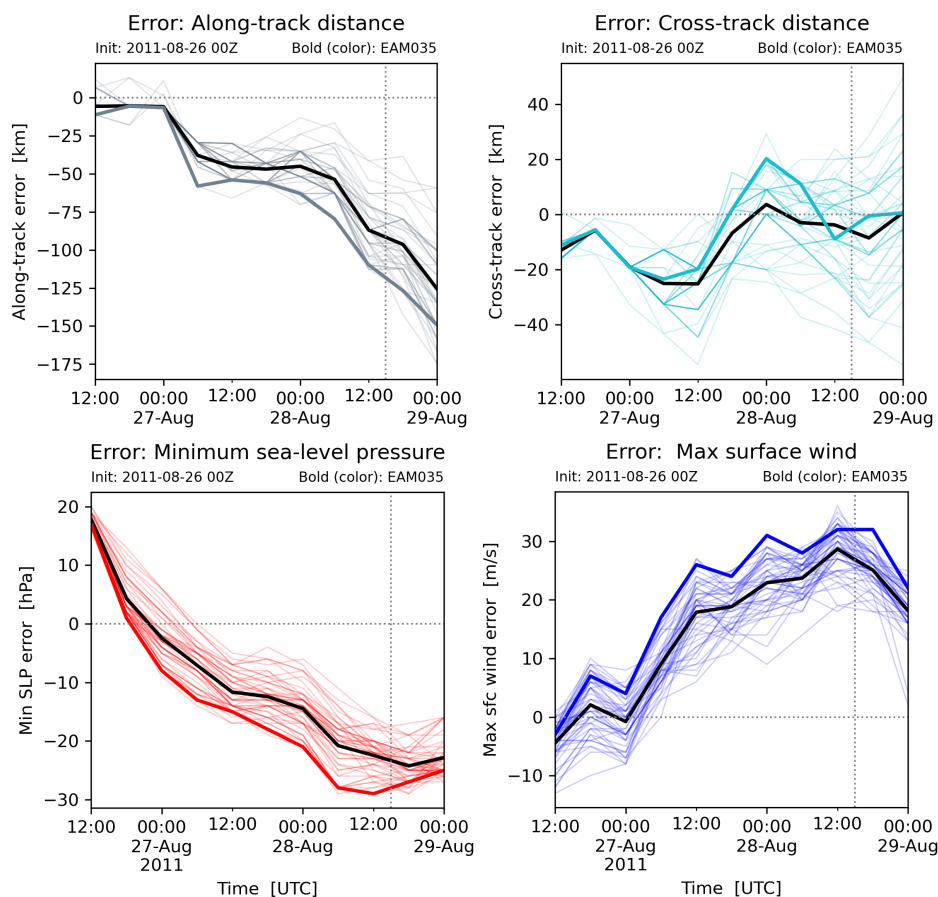 Error: Along-track distance
Init: 2011-08-26 00Z Bold (color): EAM035
Along-track error [km]
0
−25
−50
−75
−100
−125
−150
−175
12:00 00:00 12:00 00:00 12:00 00:00
27-Aug 28-Aug 29-Aug
Error: Cross-track distance
Init: 2011-08-26 00Z Bold (color): EAM035
Cross-track error [km]
40
20
0
−20
−40
12:00 00:00 12:00 00:00 12:00 00:00
27-Aug 28-Aug 29-Aug
Error: Minimum sea-level pressure
Init: 2011-08-26 00Z Bold (color): EAM035
Min SLP error [hPa]
20
10
0
−10
−20
−30
12:00 00:00 12:00 00:00 12:00 00:00
27-Aug 28-Aug 29-Aug
2011
Time [UTC]
Error: Max surface wind
Init: 2011-08-26 00Z Bold (color): EAM035
Max sfc wind error [m/s]
30
20
10
0
−10
12:00 00:00 12:00 00:00 12:00 00:00
27-Aug 28-Aug 29-Aug
2011
Time [UTC]